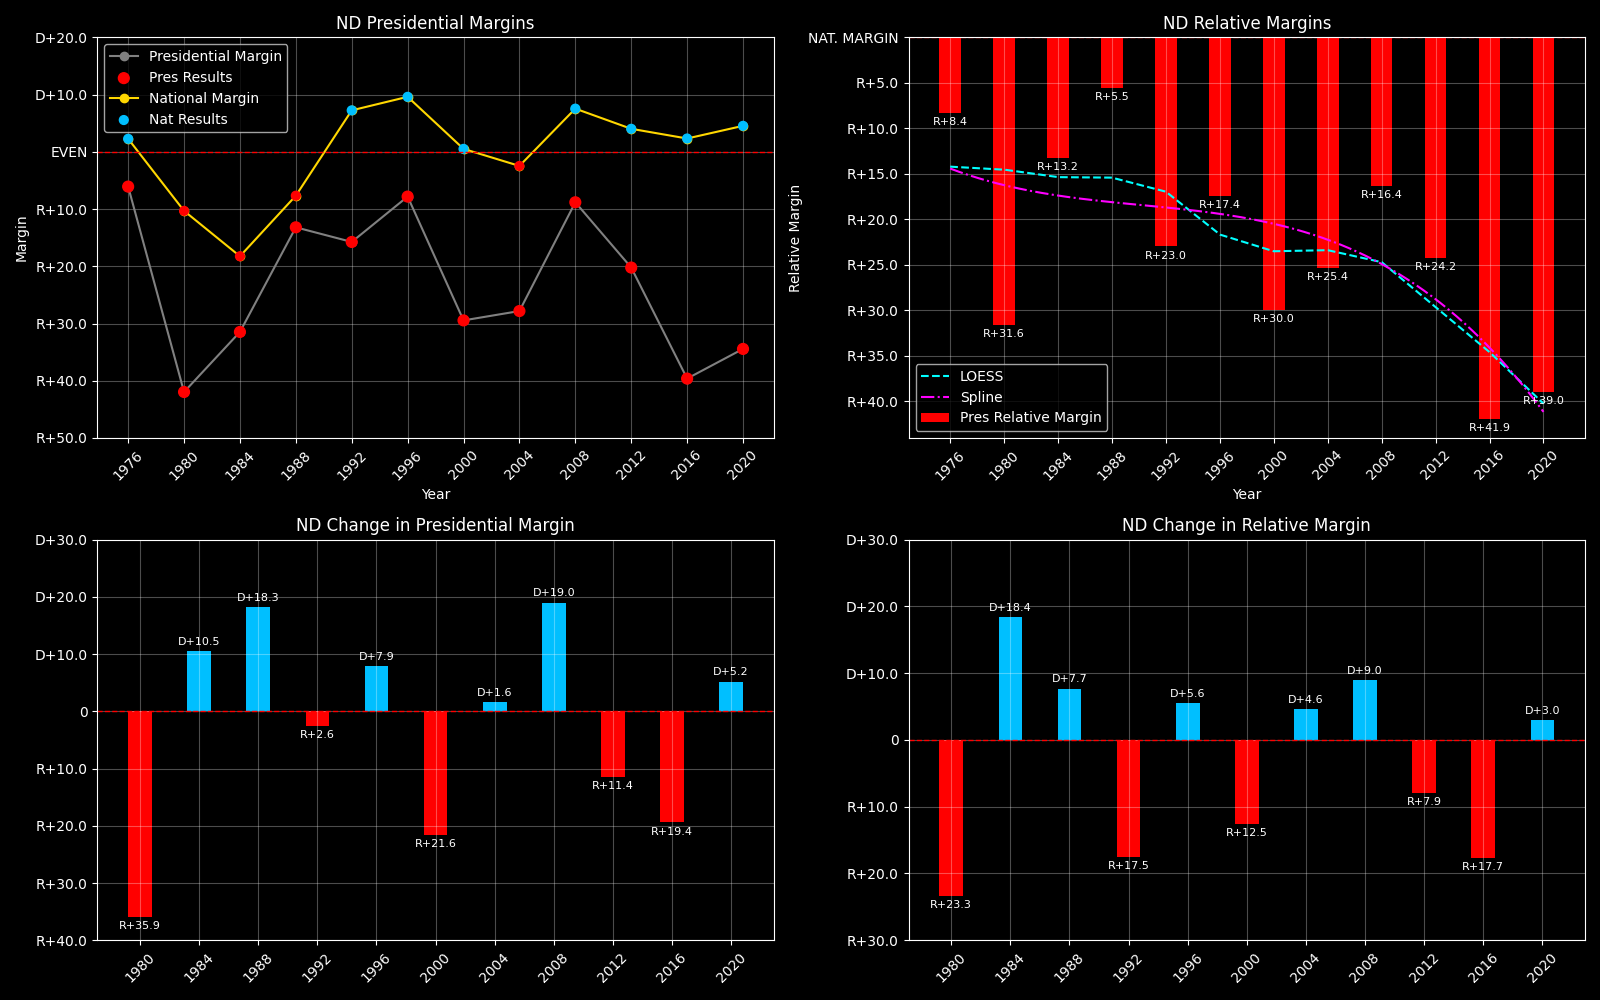 ND Presidential Margins
D+20.0
D+10.0
EVEN
R+10.0
R+20.0
R+30.0
R+40.0
R+50.0
Margin
Presidential Margin
Pres Results
National Margin
Nat Results
1976
1980
1984
1988
1992
1996
2000
2004
2008
2012
2016
2020
Year
ND Relative Margins
NAT. MARGIN
R+5.0
R+10.0
R+15.0
R+20.0
R+25.0
R+30.0
R+35.0
R+40.0
Relative Margin
R+8.4
R+31.6
R+13.2
R+5.5
R+23.0
R+17.4
R+30.0
R+25.4
R+16.4
R+24.2
R+41.9
R+39.0
LOESS
Spline
Pres Relative Margin
1976
1980
1984
1988
1992
1996
2000
2004
2008
2012
2016
2020
Year
ND Change in Presidential Margin
D+30.0
D+20.0
D+10.0
0
R+10.0
R+20.0
R+30.0
R+40.0
R+35.9
D+10.5
D+18.3
R+2.6
D+7.9
R+21.6
D+1.6
D+19.0
R+11.4
R+19.4
D+5.2
1980
1984
1988
1992
1996
2000
2004
2008
2012
2016
2020
ND Change in Relative Margin
D+30.0
D+20.0
D+10.0
0
R+10.0
R+20.0
R+30.0
R+23.3
D+18.4
D+7.7
R+17.5
D+5.6
R+12.5
D+4.6
D+9.0
R+7.9
R+17.7
D+3.0
1980
1984
1988
1992
1996
2000
2004
2008
2012
2016
2020